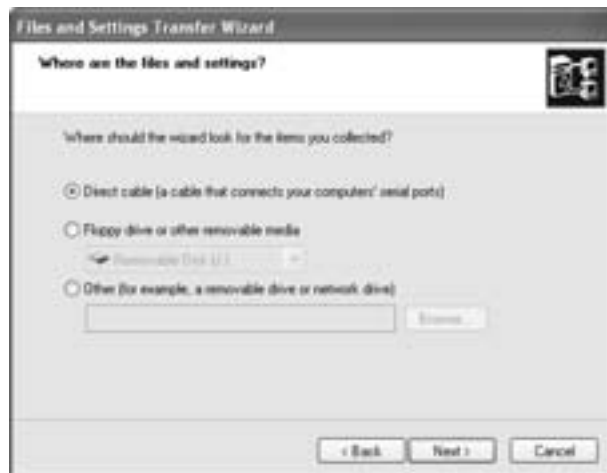 Files and Settings Transfer Wizard
Where are the files and settings?
Where should the wizard look for the items you collected?
Direct cable (a cable that connects your computers' serial ports)
Floppy drive or other removable media
Removable Disk
Other (for example, a removable drive or network drive)
Browse...
< Back
Next >
Cancel